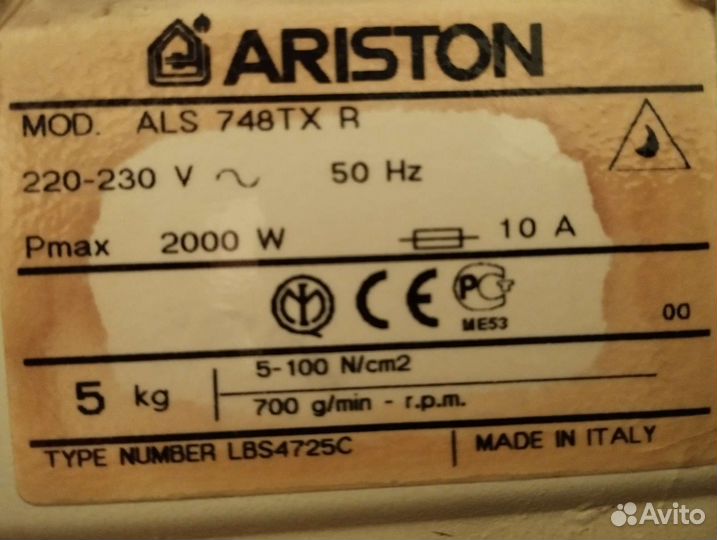 ARISTON
MOD. ALS 748TX R
220-230 V ~ 50 Hz
Pmax 2000 W 10 A
CE PC
ME53
00
5 kg
5-100 N/cm2
700 g/min - r.p.m.
TYPE NUMBER LBS4725C MADE IN ITALY
Avito